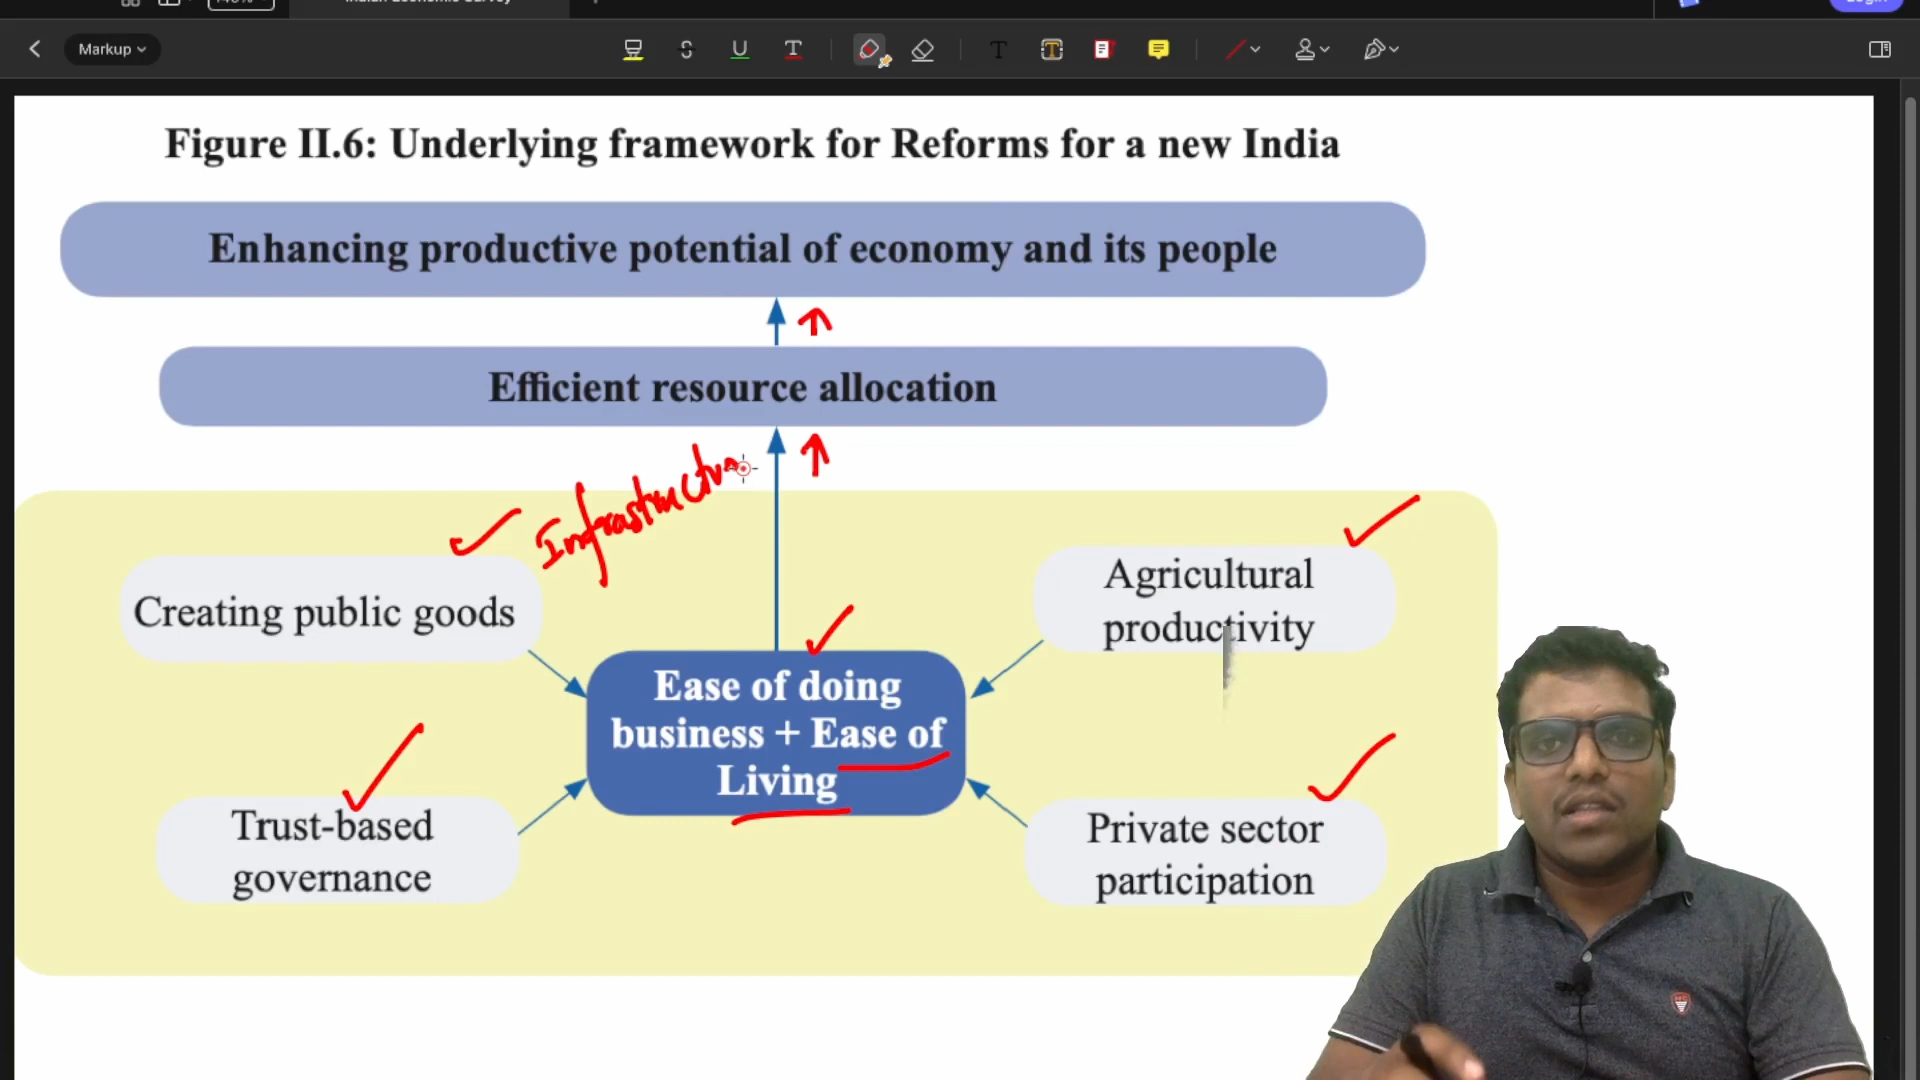 Markup
Figure II.6: Underlying framework for Reforms for a new India
Enhancing productive potential of economy and its people
Efficient resource allocation
Creating public goods
Agricultural
productivity
Ease of doing
business + Ease of
Living
Trust-based
governance
Private sector
participation